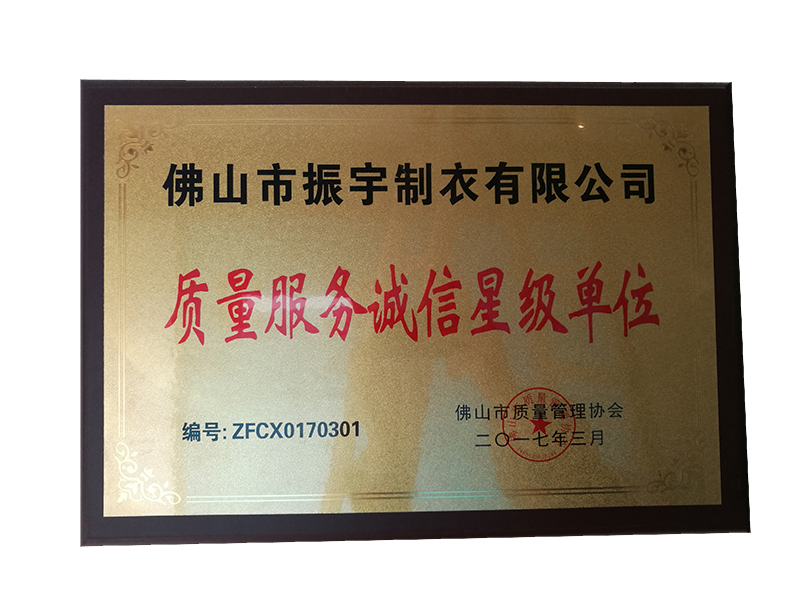 佛山市振宇制衣有限公司
质量服务诚信星级单位
编号: ZFCX0170301
佛山市质量管理协会
二〇一七年三月